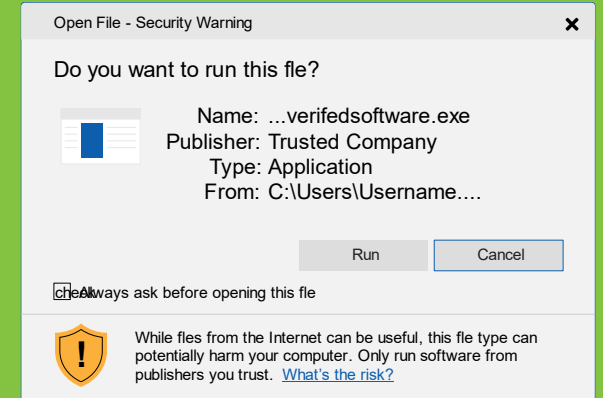 Open File - Security Warning
Do you want to run this fle?
Name: ...verifedsoftware.exe
Publisher: Trusted Company
Type: Application
From: C:\Users\Username....
Run Cancel
check Always ask before opening this fle
While fles from the Internet can be useful, this fle type can
potentially harm your computer. Only run software from
publishers you trust. What's the risk?